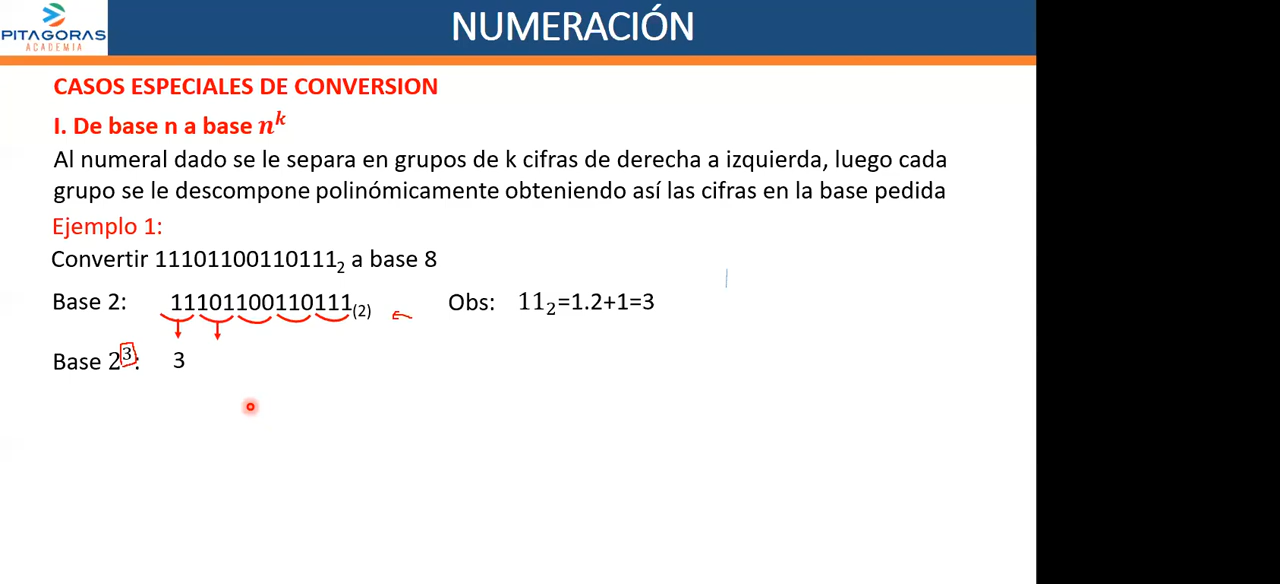 PITAGORAS
ACADEMIA
NUMERACIÓN
CASOS ESPECIALES DE CONVERSION
I. De base n a base n^k
Al numeral dado se le separa en grupos de k cifras de derecha a izquierda, luego cada
grupo se le descompone polinómicamente obteniendo así las cifras en la base pedida
Ejemplo 1:
Convertir 11101100110111₂ a base 8
Base 2: 11101100110111(2) Obs: 11₂=1.2+1=3
Base 2³: 3